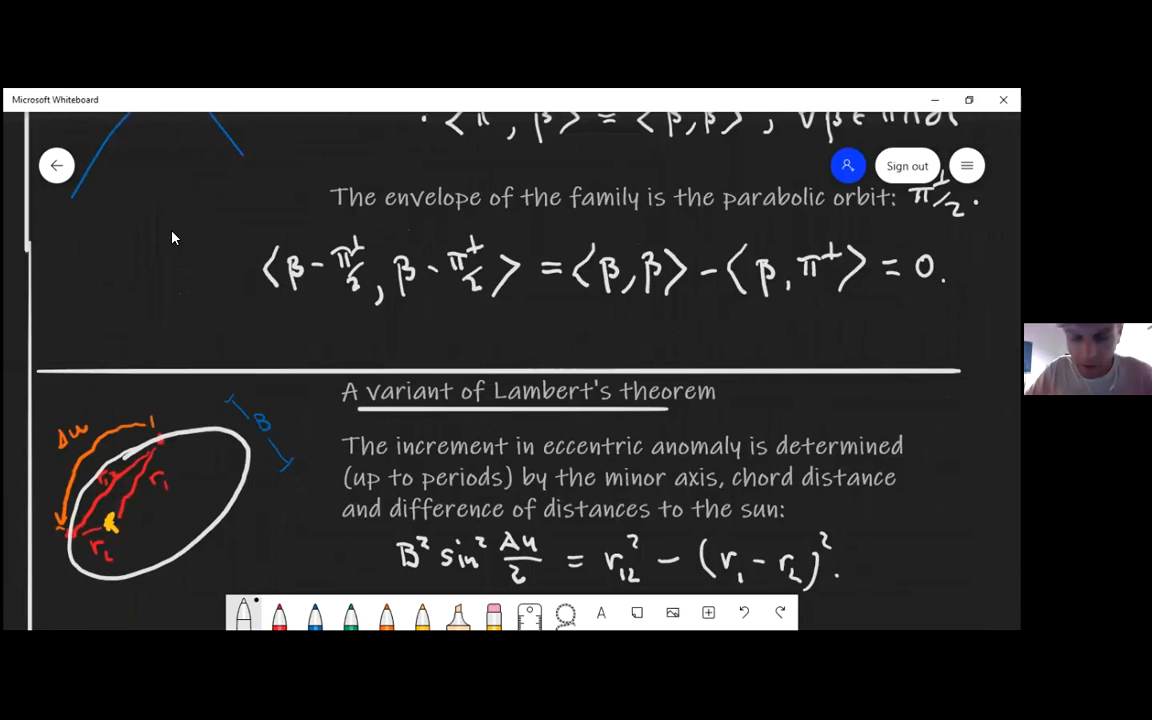 Microsoft Whiteboard
· <π⊥, β> = <β, β> , ∀β ∈
Sign out
The envelope of the family is the parabolic orbit: π⊥/2 .
<β - π⊥/2, β - π⊥/2> = <β, β> - <β, π⊥> = 0.
A variant of Lambert's theorem
The increment in eccentric anomaly is determined
(up to periods) by the minor axis, chord distance
and difference of distances to the sun:
B² sin² Δu/2 = r₁₂² - (r₁ - r₂)².
Δu
B
r₁
r₂
A